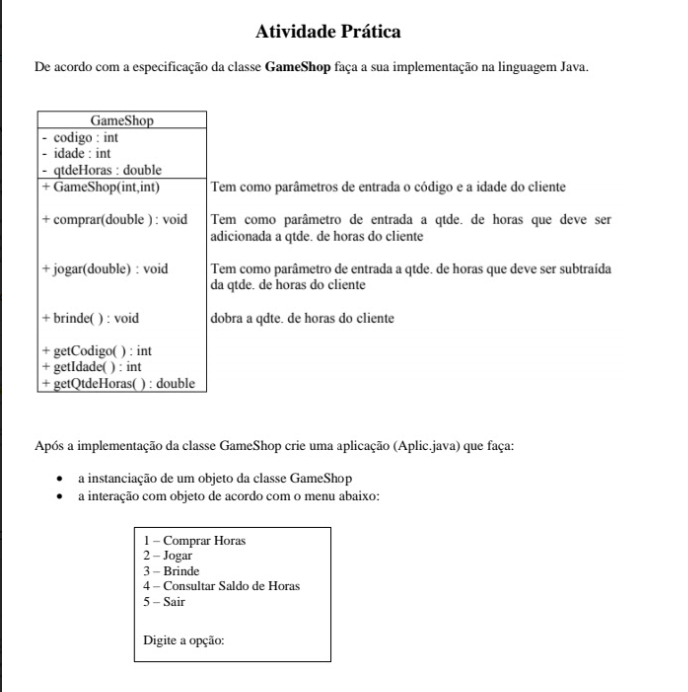 Atividade Prática
De acordo com a especificação da classe GameShop faça a sua implementação na linguagem Java.
GameShop
- codigo : int
- idade : int
- qtdeHoras : double
+ GameShop(int,int) Tem como parâmetros de entrada o código e a idade do cliente
+ comprar(double ) : void Tem como parâmetro de entrada a qtde. de horas que deve ser
adicionada a qtde. de horas do cliente
+ jogar(double) : void Tem como parâmetro de entrada a qtde. de horas que deve ser subtraída
da qtde. de horas do cliente
+ brinde( ) : void dobra a qdte. de horas do cliente
+ getCodigo( ) : int
+ getIdade( ) : int
+ getQtdeHoras( ) : double
Após a implementação da classe GameShop crie uma aplicação (Aplic.java) que faça:
• a instanciação de um objeto da classe GameShop
• a interação com objeto de acordo com o menu abaixo:
1 – Comprar Horas
2 – Jogar
3 – Brinde
4 – Consultar Saldo de Horas
5 – Sair
Digite a opção: